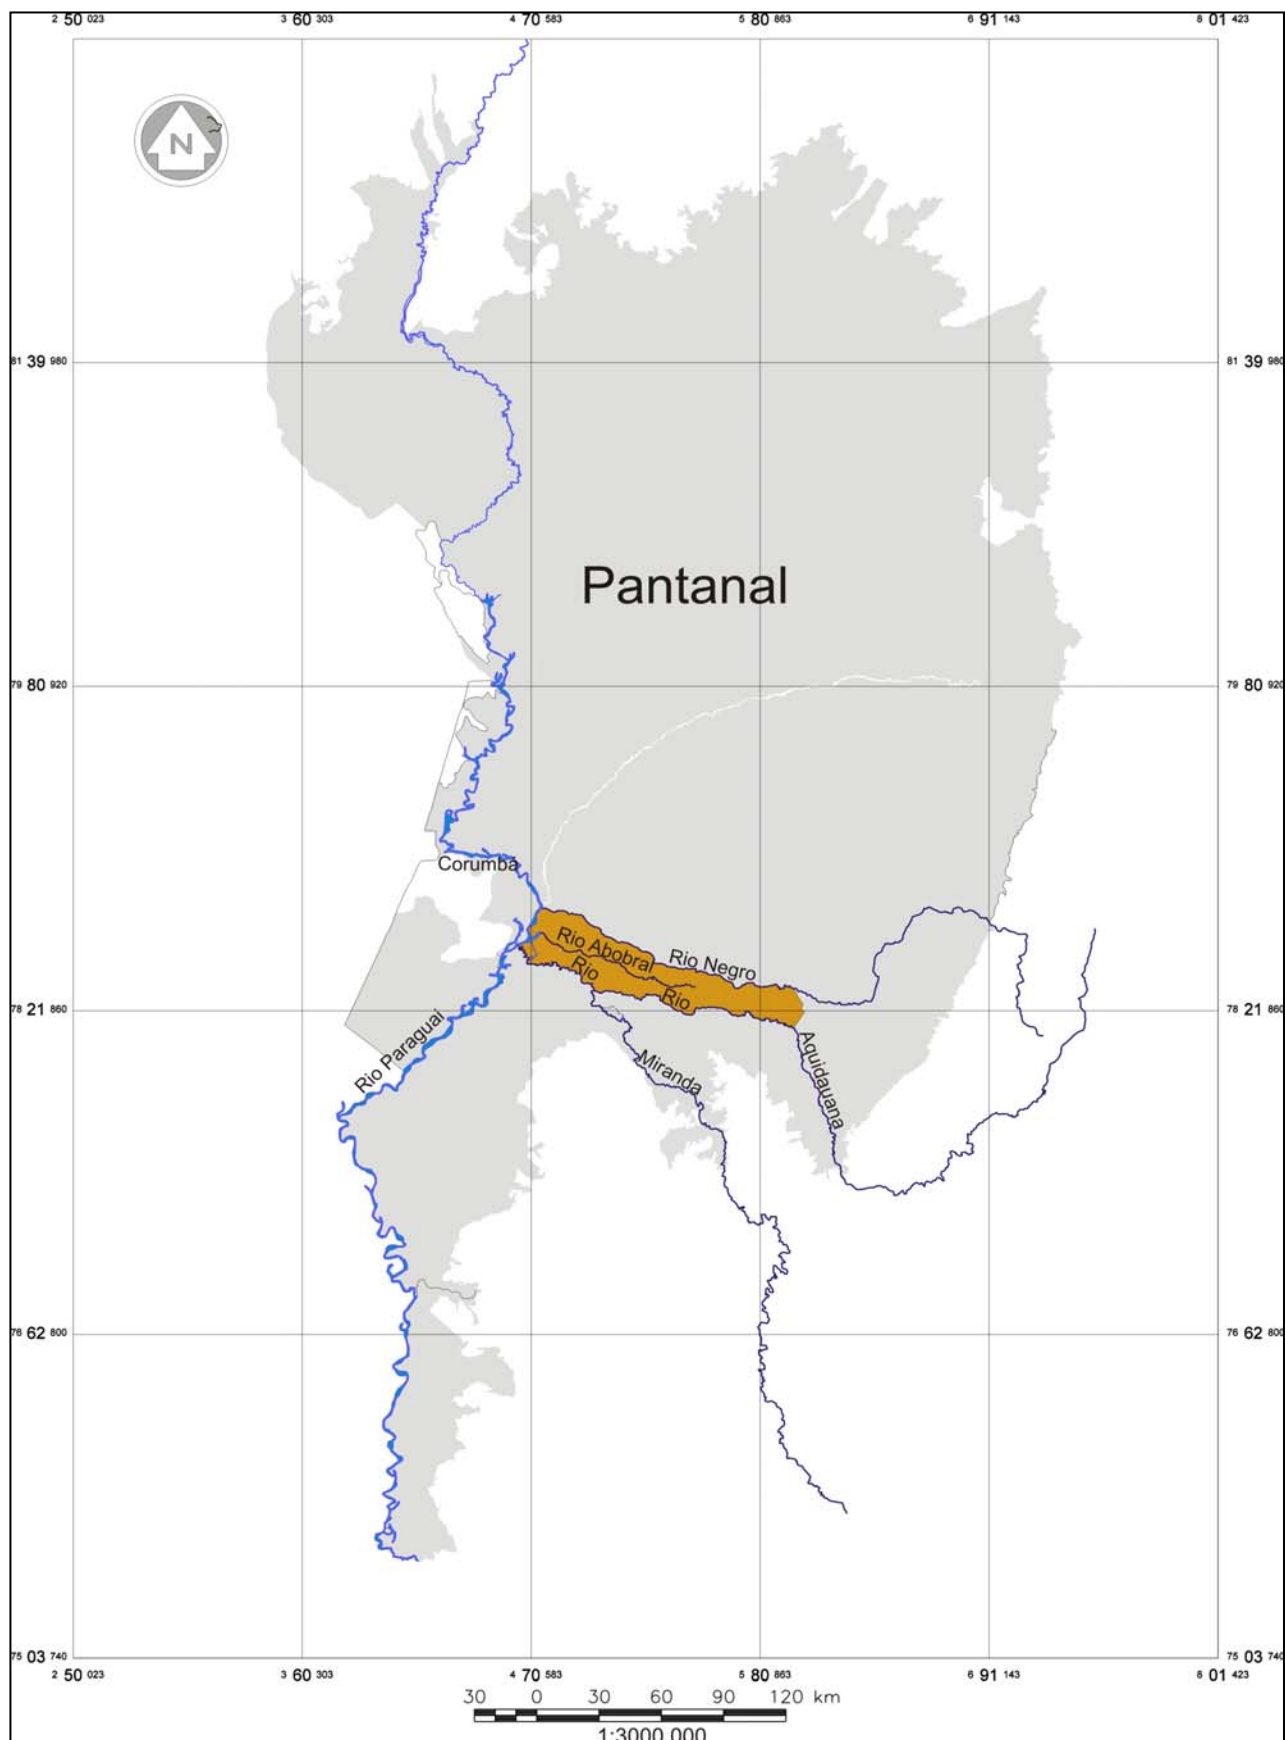 2 50 023 3 60 303 4 70 583 5 80 863 6 91 143 8 01 423
N
81 39 980 81 39 980
Pantanal
79 80 920 79 80 920
Corumbá
Rio Abobral
Rio Negro
Rio
Rio
78 21 860 78 21 860
Rio Paraguai
Miranda
Aquidauana
76 62 800 76 62 800
75 03 740 75 03 740
2 50 023 3 60 303 4 70 583 5 80 863 6 91 143 8 01 423
30 0 30 60 90 120 km
1:3000.000